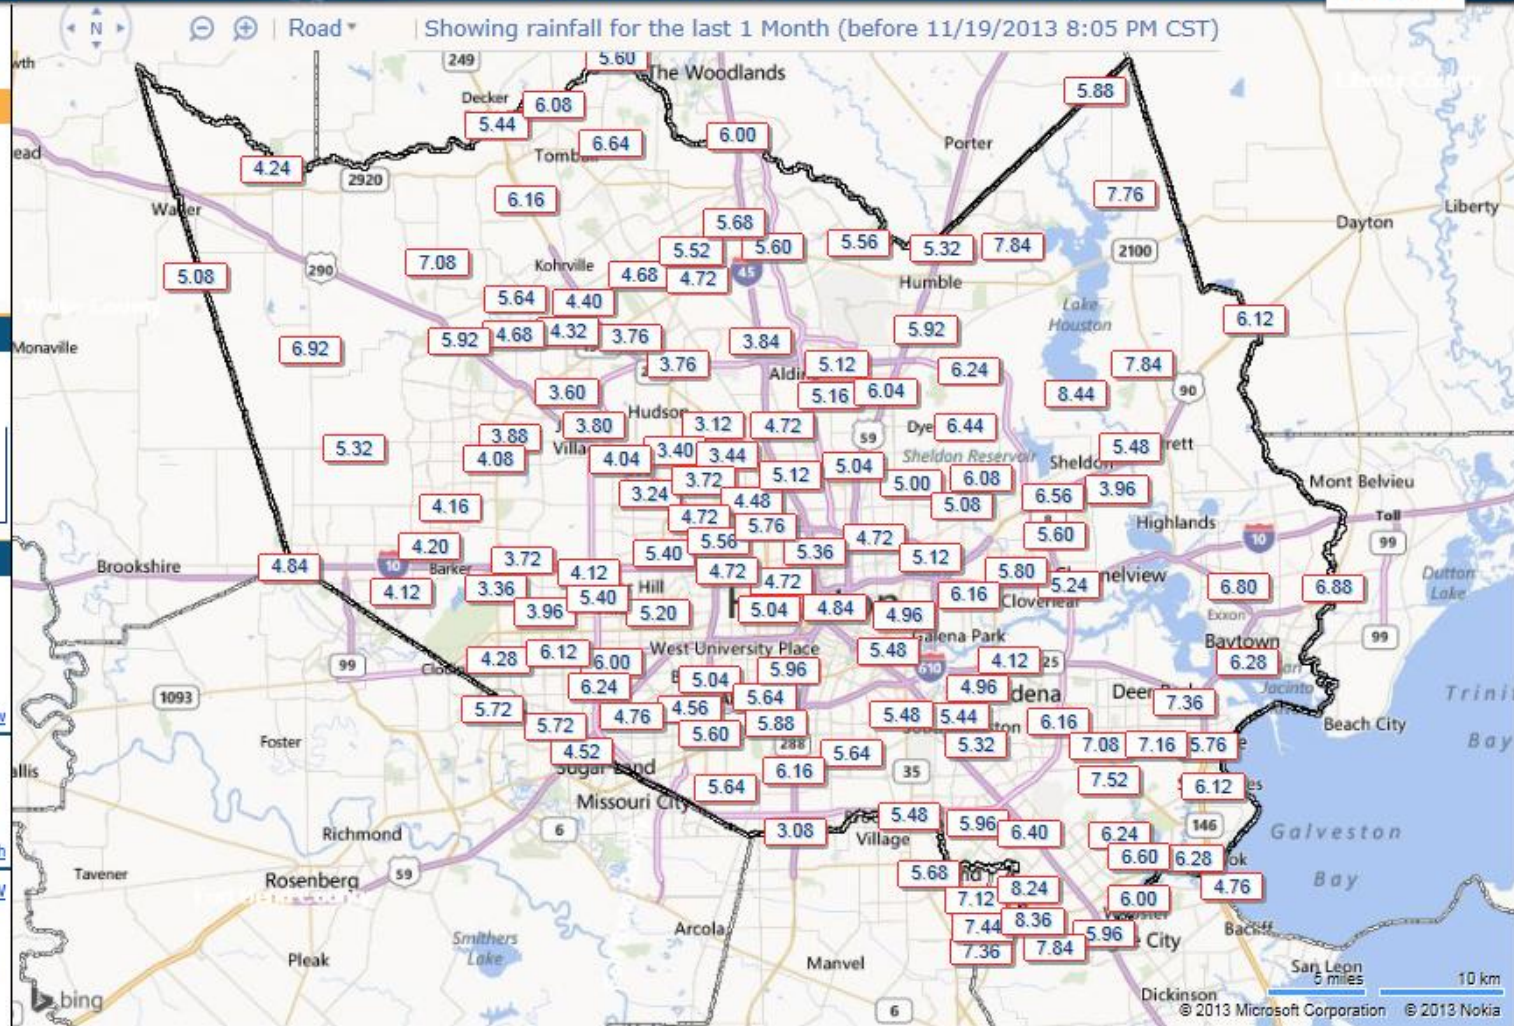 N Road Showing rainfall for the last 1 Month (before 11/19/2013 8:05 PM CST)
249 5.60 The Woodlands
Decker 6.08 5.88
5.44 6.00
Tomball 6.64 Porter
4.24 2920
6.16 7.76
Waller Liberty
5.68 Dayton
5.52 5.60 5.56 5.32 7.84 2100
7.08 Kohrville
5.08 290 4.68 4.72 45 Humble
5.64 4.40 Lake
6.12 Houston
5.92 4.68 4.32 3.76 3.84 5.92
Monaville 6.92
3.76 Aldin 5.12 6.24 7.84
3.60 5.16 6.04 8.44 90
Hudson
3.80 3.12 4.72 59 Dye 6.44
3.88 5.48 rrett
5.32 4.08 Villa 4.04 3.40 3.44 Sheldon Reservoir Sheldon
3.72 5.12 5.04 5.00 6.08 Mont Belvieu
3.24 4.48 5.08 6.56 3.96
4.16 4.72 5.76 Highlands Toll
4.20 5.40 5.56 5.36 4.72 5.60 10 99
Brookshire 4.84 10 Barker 3.72 4.12 4.72 4.72 5.12 5.80 Channelview Dutton
4.12 3.36 5.40 Hill 6.16 5.24 6.80 6.88 Lake
3.96 5.20 5.04 4.84 4.96 Cloverleaf Exxon
Galena Park Baytown 99
99 4.28 6.12 6.00 West University Place 5.48 610 4.12 25 6.28
1093 6.24 5.04 5.96 4.96 dena Deer Park Jacinto
5.72 4.76 4.56 5.64 7.36 Beach City
Foster 5.72 5.60 5.88 5.48 5.44 6.16
4.52 288 5.64 5.32 7.08 7.16 5.76
Sugar Land 6.16 35 7.52 6.12
Missouri City 5.64
Richmond 6 3.08 5.48 5.96 6.40 6.24 146 Galveston
Village 6.60 6.28
Tavener Rosenberg 59 5.68 Bay
7.12 8.24 6.00 4.76
Arcola 7.44 8.36 5.96 City Bacliff
Smithers
Lake 7.36 7.84
Pleak Manvel San Leon
5 miles 10 km
bing 6 Dickinson
© 2013 Microsoft Corporation © 2013 Nokia